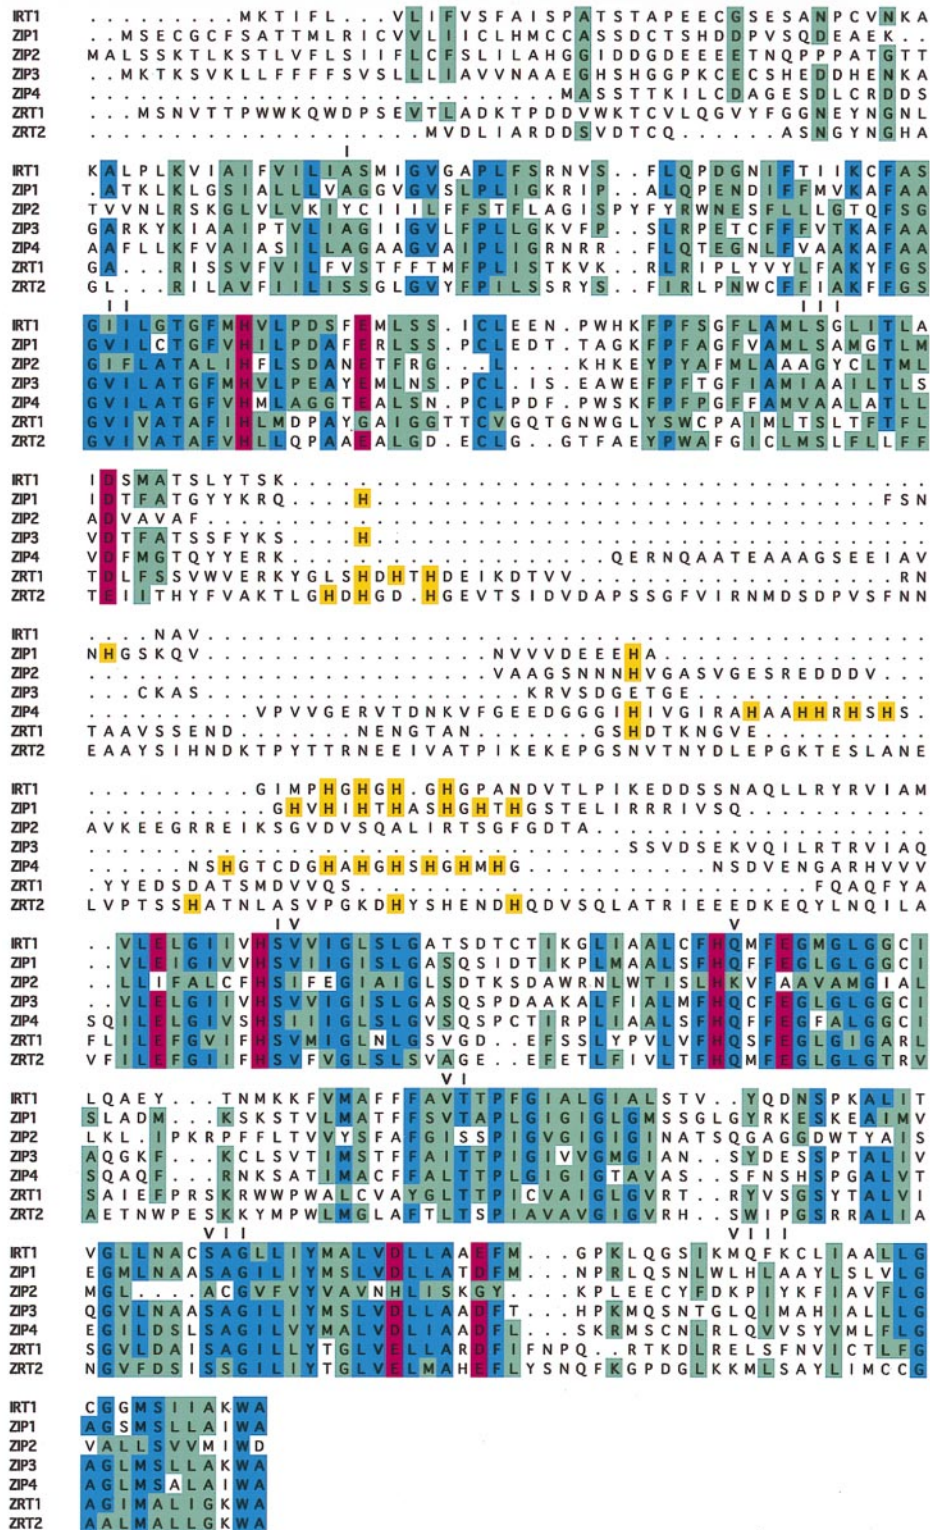 IRT1 . . . . . . . . . M K T I F L . . . V L I F V S F A I S P A T S T A P E E C G S E S A N P C V N K A
ZIP1 . . M S E C G C F S A T T M L R I C V V L I I C L H M C C A S S D C T S H D D P V S Q D E A E K . .
ZIP2 M A L S S K T L K S T L V F L S I I F L C F S L I L A H G G I D D G D E E E T N Q P P P A T G T T
ZIP3 . . M K T K S V K L L F F F F S V S L L L I A V V N A A E G H S H G G P K C E C S H E D D H E N K A
ZIP4 . . . . . . . . . . . . . . . . . . . . . . . . . . . . M A S S T T K I L C D A G E S D L C R D D S
ZRT1 . . . M S N V T T P W W K Q W D P S E V T L A D K T P D D V W K T C V L Q G V Y F G G N E Y N G N L
ZRT2 . . . . . . . . . . . . . . . . . . . . M V D L I A R D D S V D T C Q . . . . . . A S N G Y N G H A
I
IRT1 K A L P L K V I A I F V I L I A S M I G V G A P L F S R N V S . . F L Q P D G N I F T I I K C F A S
ZIP1 . A T K L K L G S I A L L L V A G G V G V S L P L I G K R I P . . A L Q P E N D I F F M V K A F A A
ZIP2 T V V N L R S K G L V L V K I Y C I I I L F F S T F L A G I S P Y F Y R W N E S F L L L G T Q F S G
ZIP3 G A R K Y K I A A I P T V L I A G I I G V L F P L L G K V F P . . S L R P E T C F F F V T K A F A A
ZIP4 A A F L L K F V A I A S I L L A G A A G V A I P L I G R N R R . . F L Q T E G N L F V A A K A F A A
ZRT1 G A . . . R I S S V F V I L F V S T F F T M F P L I S T K V K . . R L R I P L Y V Y L F A K Y F G S
ZRT2 G L . . . R I L A V F I I L I S S G L G V Y F P I L S S R Y S . . F I R L P N W C F F I A K F F G S
I I I I I
IRT1 G I I L G T G F M H V L P D S F E M L S S . I C L E E N . P W H K F P F S G F L A M L S G L I T L A
ZIP1 G V I L C T G F V H I L P D A F E R L S S . P C L E D T . T A G K F P F A G F V A M L S A M G T L M
ZIP2 G I F L A T A L I H F L S D A N E T F R G . . . L . . . . K H K E Y P Y A F M L A A A G Y C L T M L
ZIP3 G V I L A T G F M H V L P E A Y E M L N S . P C L . I S . E A W E F P F T G F I A M I A A I L T L S
ZIP4 G V I L A T G F V H M L A G G T E A L S N . P C L P D F . P W S K F P F P G F F A M V A A L A T L L
ZRT1 G V I V A T A F I H L M D P A Y G A I G G T T C V G Q T G N W G L Y S W C P A I M L T S L T F T F L
ZRT2 G V I V A T A F V H L L Q P A A E A L G D . E C L G . . G T F A E Y P W A F G I C L M S L F L L F F
IRT1 I D S M A T S L Y T S K . . . . . . . . . . . . . . . . . . . . . . . . . . . . . . . . . . . . . .
ZIP1 I D T F A T G Y Y K R Q . . . . H . . . . . . . . . . . . . . . . . . . . . . . . . . . . . . F S N
ZIP2 A D V A V A F . . . . . . . . . . . . . . . . . . . . . . . . . . . . . . . . . . . . . . . . . . .
ZIP3 V D T F A T S S F Y K S . . . . H . . . . . . . . . . . . . . . . . . . . . . . . . . . . . . . . .
ZIP4 V D F M G T Q Y Y E R K . . . . . . . . . . . . . . . . . . . Q E R N Q A A T E A A A G S E E I A V
ZRT1 T D L F S S V W V E R K Y G L S H D H T H D E I K D T V V . . . . . . . . . . . . . . . . . . . R N
ZRT2 T E I I T H Y F V A K T L G H D H G D . H G E V T S I D V D A P S S G F V I R N M D S D P V S F N N
IRT1 . . . . N A V . . . . . . . . . . . . . . . . . . . . . . . . . . . . . . . . . . . . . . . . . . .
ZIP1 N H G S K Q V . . . . . . . . . . . . . . . . . N V V V D E E E H A . . . . . . . . . . . . . . . .
ZIP2 . . . . . . . . . . . . . . . . . . . . . . . . V A A G S N N N H V G A S V G E S R E D D D V . . .
ZIP3 . . . C K A S . . . . . . . . . . . . . . . . . . . K R V S D G E T G E . . . . . . . . . . . . . .
ZIP4 . . . . . . . . . . V P V V G E R V T D N K V F G E E D G G G I H I V G I R A H A A H H R H S H S .
ZRT1 T A A V S S E N D . . . . . . . N E N G T A N . . . . . . . G S H D T K N G V E . . . . . . . . . .
ZRT2 E A A Y S I H N D K T P Y T T R N E E I V A T P I K E K E P G S N V T N Y D L E P G K T E S L A N E
IRT1 . . . . . . . . . . G I M P H G H G H . G H G P A N D V T L P I K E D D S S N A Q L L R Y R V I A M
ZIP1 . . . . . . . . . . . G H V H I H T H A S H G H T H G S T E L I R R R I V S Q . . . . . . . . . . .
ZIP2 A V K E E G R R E I K S G V D V S Q A L I R T S G F G D T A . . . . . . . . . . . . . . . . . . . .
ZIP3 . . . . . . . . . . . . . . . . . . . . . . . . . . . . . . . . S S V D S E K V Q I L R T R V I A Q
ZIP4 . . . . . . N S H G T C D G H A H G H S H G H M H G . . . . . . . . . . . N S D V E N G A R H V V V
ZRT1 . Y Y E D S D A T S M D V V Q S . . . . . . . . . . . . . . . . . . . . . . . . . . . F Q A Q F Y A
ZRT2 L V P T S S H A T N L A S V P G K D H Y S H E N D H Q D V S Q L A T R I E E E D K E Q Y L N Q I L A
I V V
IRT1 . . V L E L G I I V H S V V I G L S L G A T S D T C T I K G L I A A L C F H Q M F E G M G L G G C I
ZIP1 . . V L E I G I V V H S V I I G I S L G A S Q S I D T I K P L M A A L S F H Q F F E G L G L G G C I
ZIP2 . . L L I F A L C F H S I F E G I A I G L S D T K S D A W R N L W T I S L H K V F A A V A M G I A L
ZIP3 . . V L E L G I I V H S V V I G I S L G A S Q S P D A A K A L F I A L M F H Q C F E G L G L G G C I
ZIP4 S Q I L E L G I V S H S I I I G L S L G V S Q S P C T I R P L I A A L S F H Q F F E G F A L G G C I
ZRT1 F L I L E F G V I F H S V M I G L N L G S V G D . . E F S S L Y P V L V F H Q S F E G L G I G A R L
ZRT2 V F I L E F G I I F H S V F V G L S L S V A G E . . E F E T L F I V L T F H Q M F E G L G L G T R V
V I
IRT1 L Q A E Y . . . T N M K K F V M A F F F A V T T P F G I A L G I A L S T V . . Y Q D N S P K A L I T
ZIP1 S L A D M . . . K S K S T V L M A T F F S V T A P L G I G I G L G M S S G L G Y R K E S K E A I M V
ZIP2 L K L . I P K R P F F L T V V Y S F A F G I S S P I G V G I G I G I N A T S Q G A G G D W T Y A I S
ZIP3 A Q G K F . . . K C L S V T I M S T F F A I T T P I G I V V G M G I A N . . S Y D E S S P T A L I V
ZIP4 S Q A Q F . . . R N K S A T I M A C F F A L T T P L G I G I G T A V A S . . S F N S H S P G A L V T
ZRT1 S A I E F P R S K R W W P W A L C V A Y G L T T P I C V A I G L G V R T . . R Y V S G S Y T A L V I
ZRT2 A E T N W P E S K K Y M P W L M G L A F T L T S P I A V A V G I G V R H . . S W I P G S R R A L I A
V I I V I I I
IRT1 V G L L N A C S A G L L I Y M A L V D L L A A E F M . . . G P K L Q G S I K M Q F K C L I A A L L G
ZIP1 E G M L N A A S A G I L I Y M S L V D L L A T D F M . . . N P R L Q S N L W L H L A A Y L S L V L G
ZIP2 M G L . . . . A C G V F V Y V A V N H L I S K G Y . . . . K P L E E C Y F D K P I Y K F I A V F L G
ZIP3 Q G V L N A A S A G I L I Y M S L V D L L A A D F T . . . H P K M Q S N T G L Q I M A H I A L L L G
ZIP4 E G I L D S L S A G I L V Y M A L V D L I A A D F L . . . S K R M S C N L R L Q V V S Y V M L F L G
ZRT1 S G V L D A I S A G I L L Y T G L V E L L A R D F I F N P Q . . R T K D L R E L S F N V I C T L F G
ZRT2 N G V F D S I S S G I L I Y T G L V E L M A H E F L Y S N Q F K G P D G L K K M L S A Y L I M C C G
IRT1 C G G M S I I A K W A
ZIP1 A G S M S L L A I W A
ZIP2 V A L L S V V M I W D
ZIP3 A G L M S L L A K W A
ZIP4 A G L M S A L A I W A
ZRT1 A G I M A L I G K W A
ZRT2 A A L M A L L G K W A